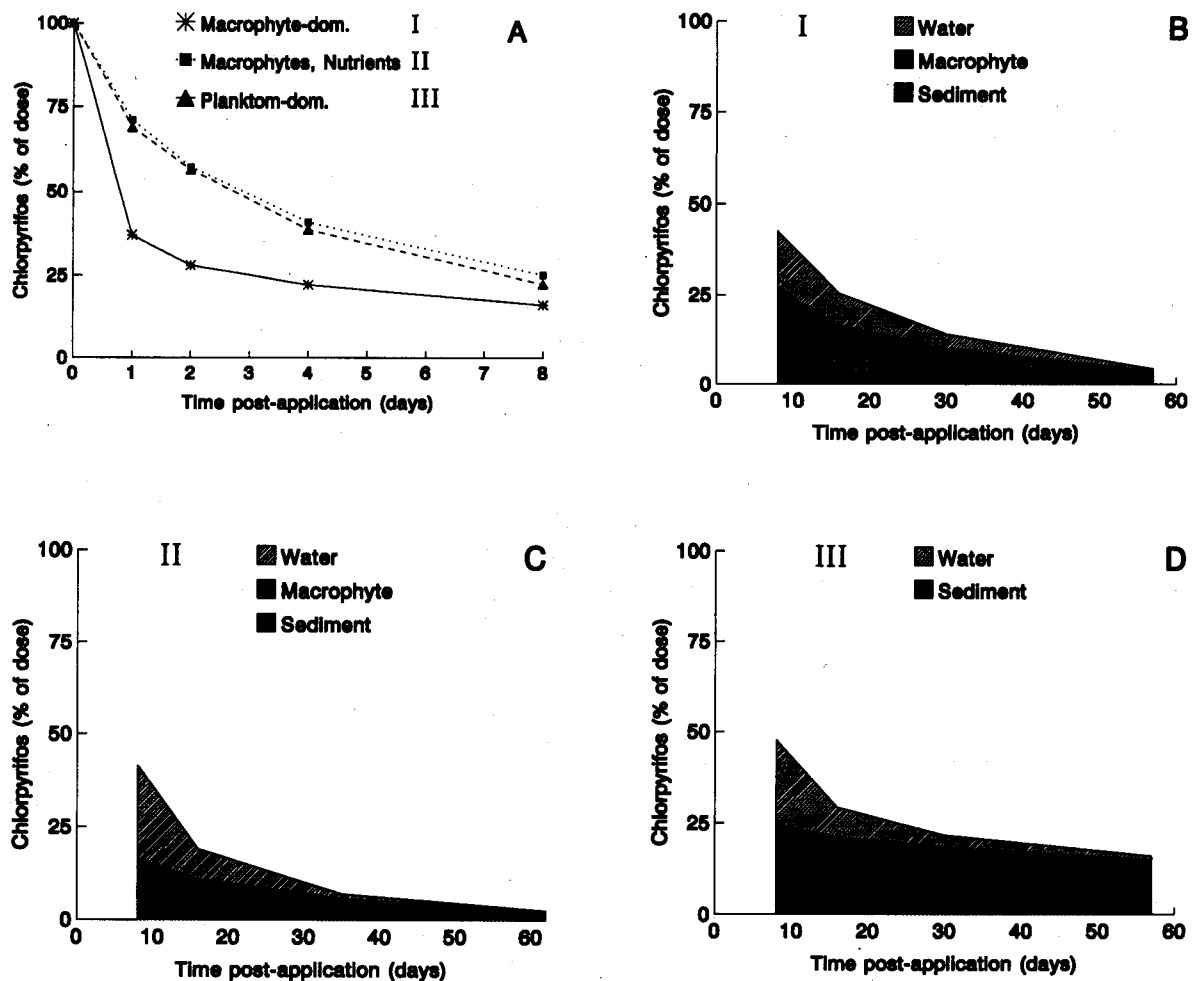 A
Macrophyte-dom. I
Macrophytes, Nutrients II
Planktom-dom. III
Chlorpyrifos (% of dose)
100
75
50
25
0
0 1 2 3 4 5 6 7 8
Time post-application (days)
I
B
Water
Macrophyte
Sediment
Chlorpyrifos (% of dose)
100
75
50
25
0
0 10 20 30 40 50 60
Time post-application (days)
II
C
Water
Macrophyte
Sediment
Chlorpyrifos (% of dose)
100
75
50
25
0
0 10 20 30 40 50 60
Time post-application (days)
III
D
Water
Sediment
Chlorpyrifos (% of dose)
100
75
50
25
0
0 10 20 30 40 50 60
Time post-application (days)